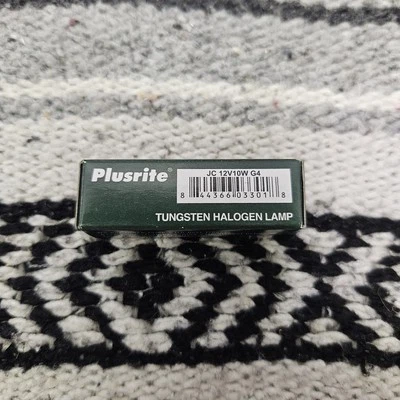 Plusrite®
JC 12V10W G4
8 44366 03301 8
TUNGSTEN HALOGEN LAMP